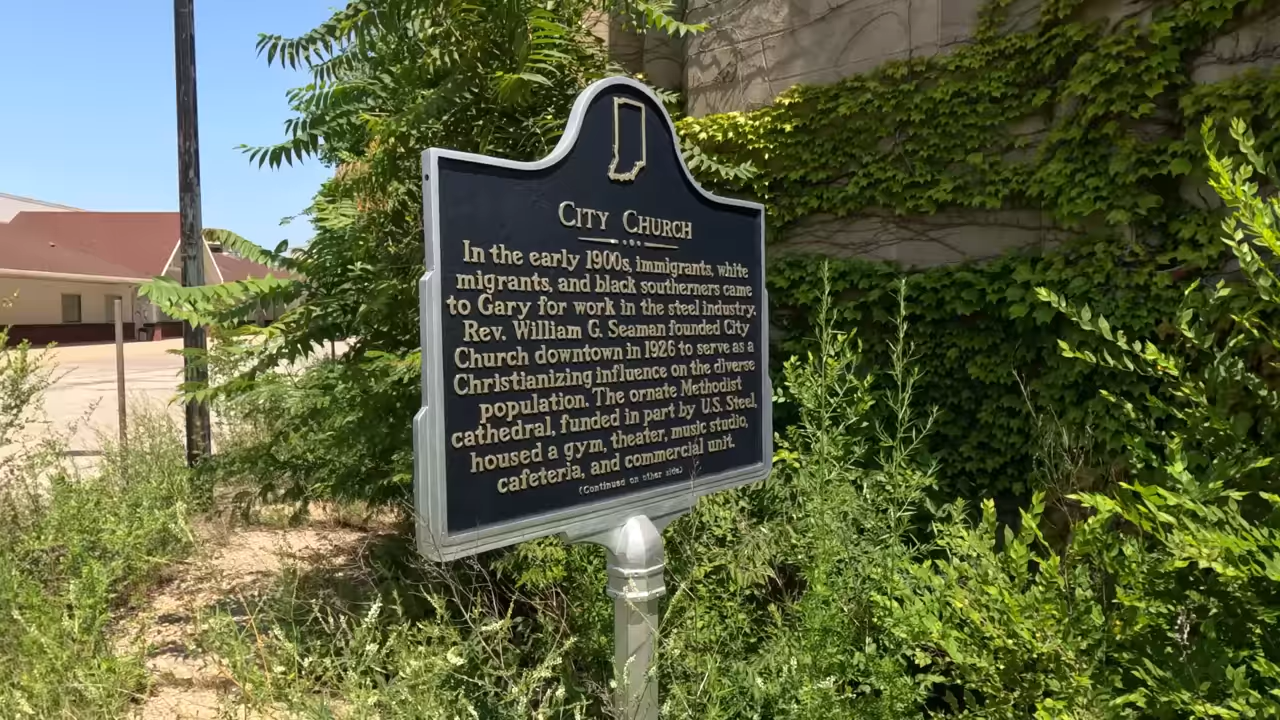 City Church
In the early 1900s, immigrants, white
migrants, and black southerners came
to Gary for work in the steel industry.
Rev. William G. Seaman founded City
Church downtown in 1926 to serve as a
Christianizing influence on the diverse
population. The ornate Methodist
cathedral, funded in part by U.S. Steel,
housed a gym, theater, music studio,
cafeteria, and commercial unit.
(Continued on other side)